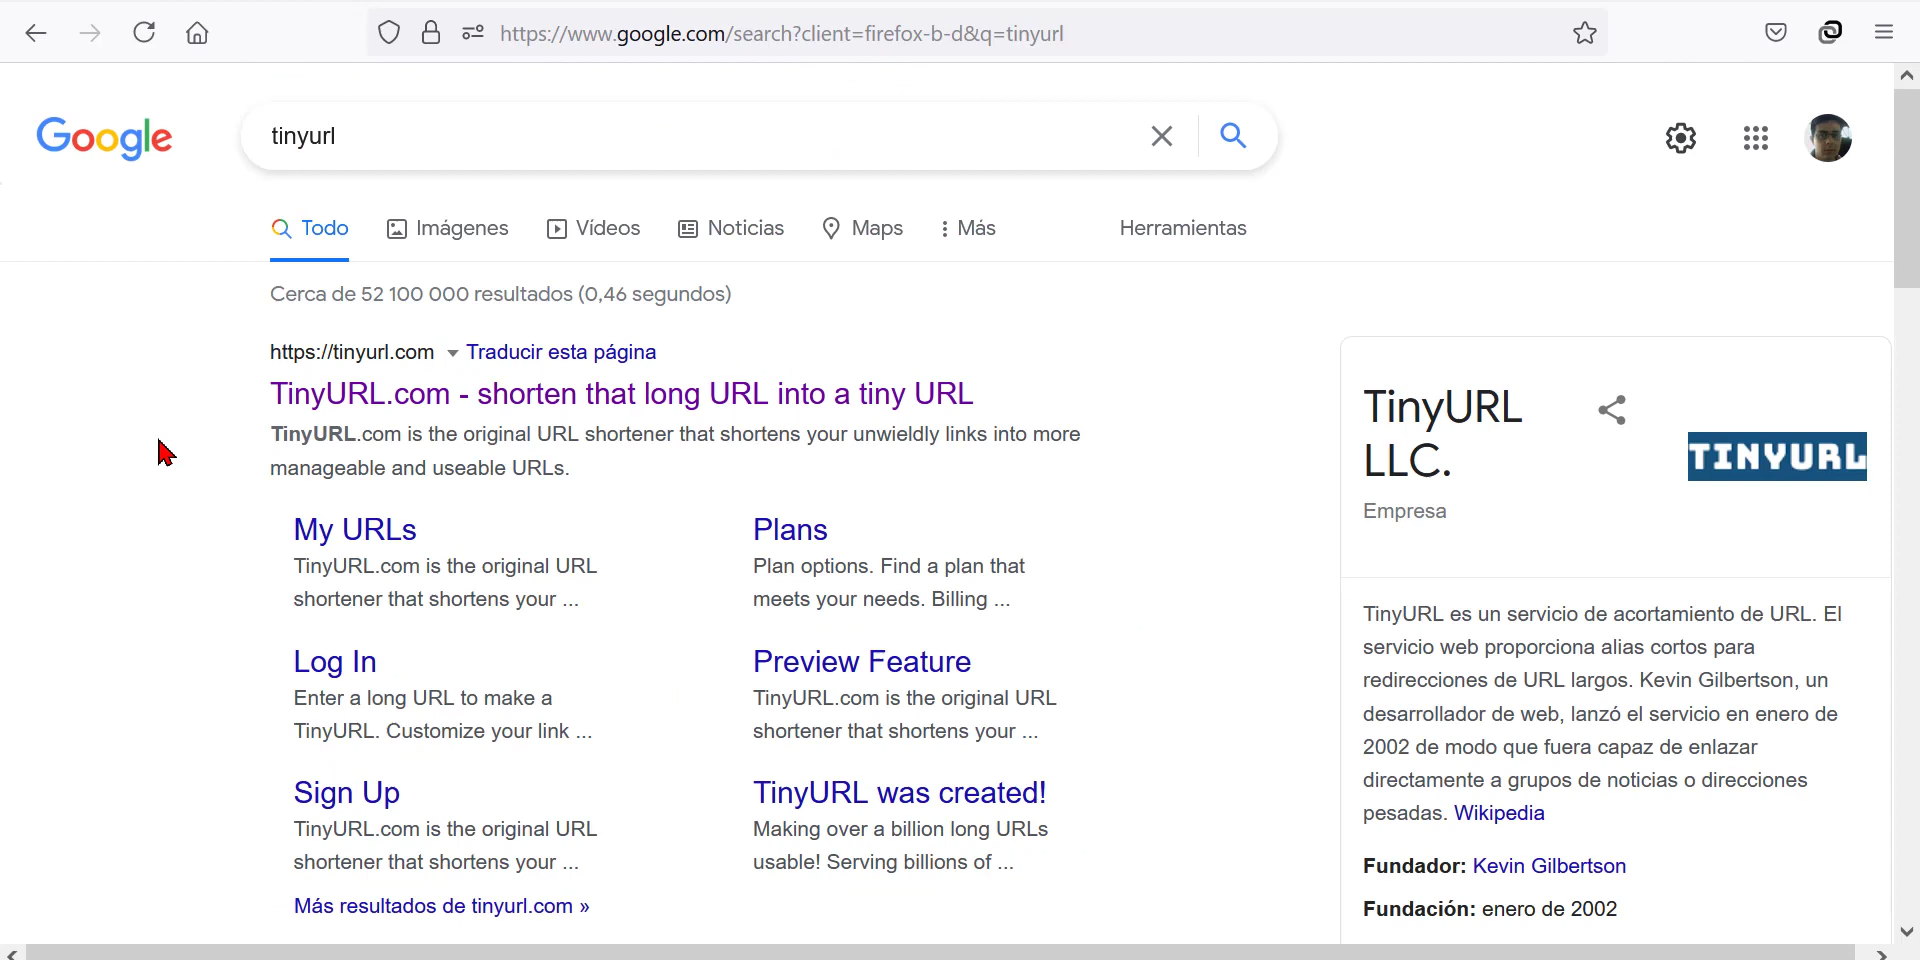 https://www.google.com/search?client=firefox-b-d&q=tinyurl
Google
tinyurl
Todo
Imágenes
Vídeos
Noticias
Maps
Más
Herramientas
Cerca de 52 100 000 resultados (0,46 segundos)
https://tinyurl.com Traducir esta página
TinyURL.com - shorten that long URL into a tiny URL
TinyURL.com is the original URL shortener that shortens your unwieldly links into more
manageable and useable URLs.
My URLs
TinyURL.com is the original URL
shortener that shortens your ...
Plans
Plan options. Find a plan that
meets your needs. Billing ...
Log In
Enter a long URL to make a
TinyURL. Customize your link ...
Preview Feature
TinyURL.com is the original URL
shortener that shortens your ...
Sign Up
TinyURL.com is the original URL
shortener that shortens your ...
TinyURL was created!
Making over a billion long URLs
usable! Serving billions of ...
Más resultados de tinyurl.com »
TinyURL
LLC.
Empresa
TINYURL
TinyURL es un servicio de acortamiento de URL. El
servicio web proporciona alias cortos para
redirecciones de URL largos. Kevin Gilbertson, un
desarrollador de web, lanzó el servicio en enero de
2002 de modo que fuera capaz de enlazar
directamente a grupos de noticias o direcciones
pesadas. Wikipedia
Fundador: Kevin Gilbertson
Fundación: enero de 2002